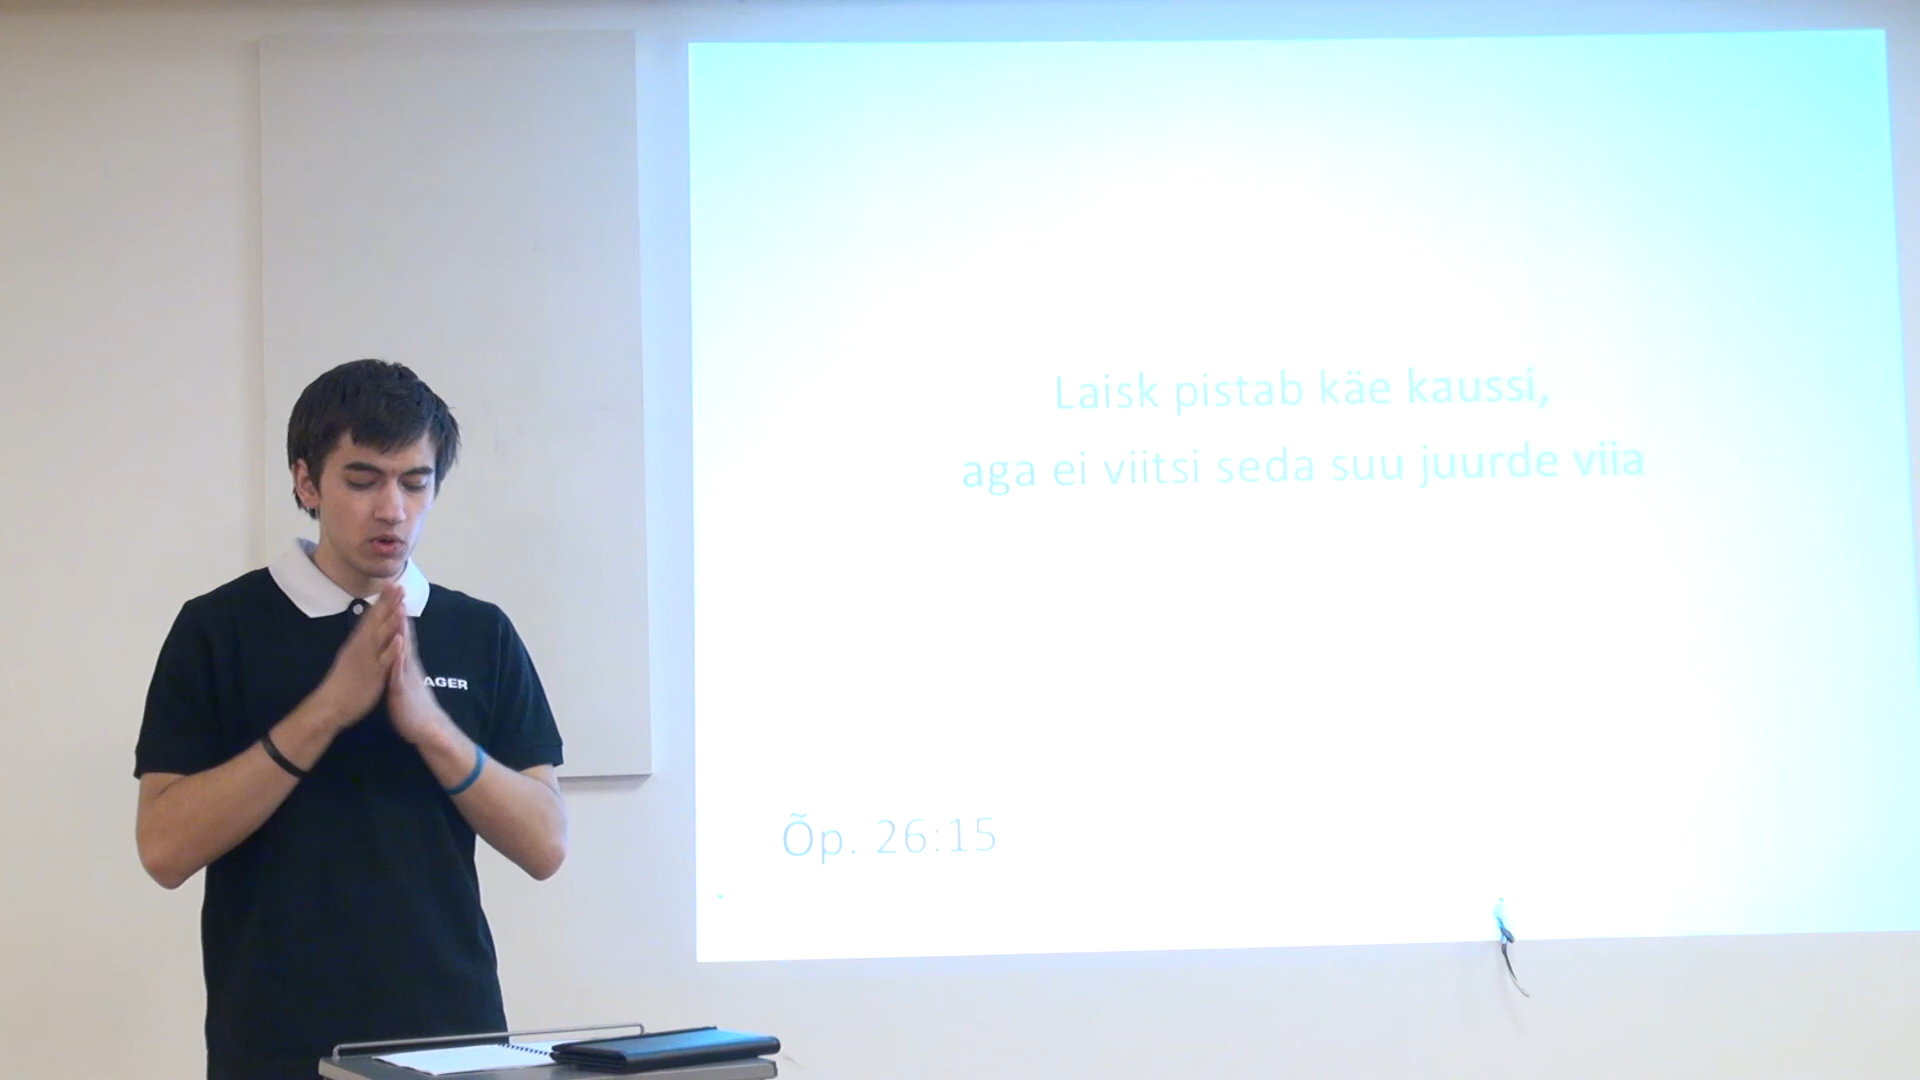 Laisk pistab käe kaussi,
aga ei viitsi seda suu juurde viia
Õp. 26:15
AGER